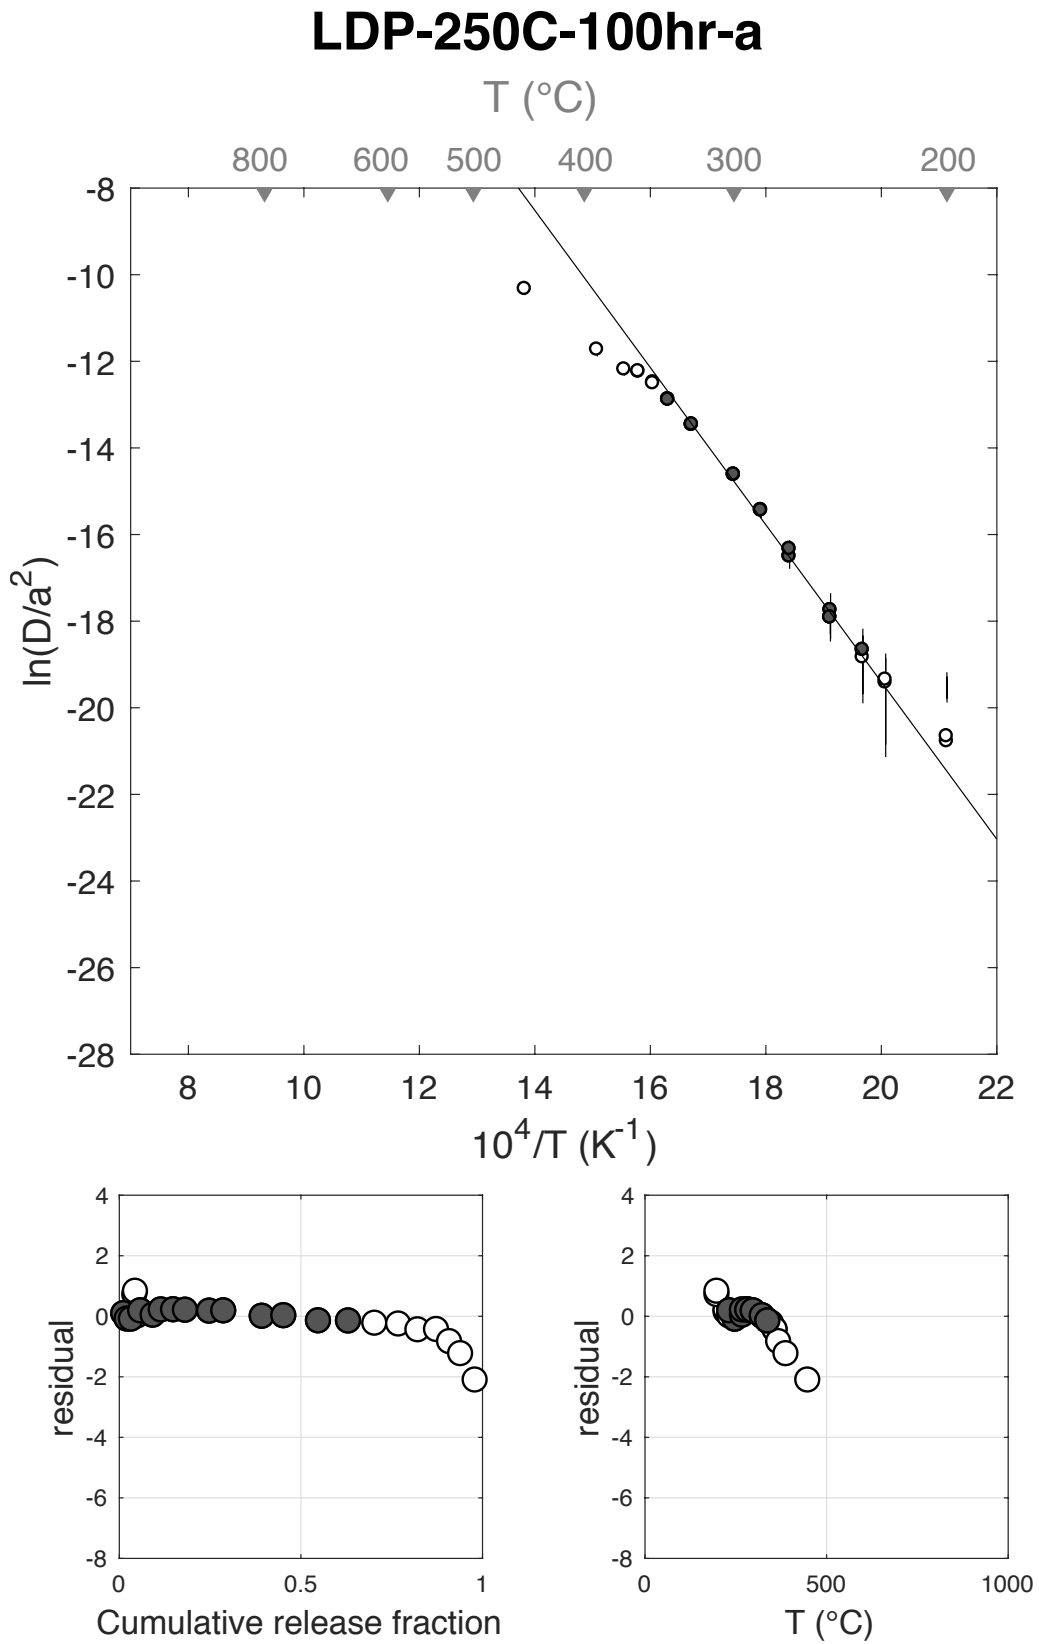 LDP-250C-100hr-a
T (°C)
800 600 500 400 300 200
-8
-10
-12
-14
-16
-18
-20
-22
-24
-26
-28
ln(D/a²)
8 10 12 14 16 18 20 22
10⁴/T (K⁻¹)
4
2
0
-2
-4
-6
-8
residual
0 0.5 1
Cumulative release fraction
4
2
0
-2
-4
-6
-8
residual
0 500 1000
T (°C)